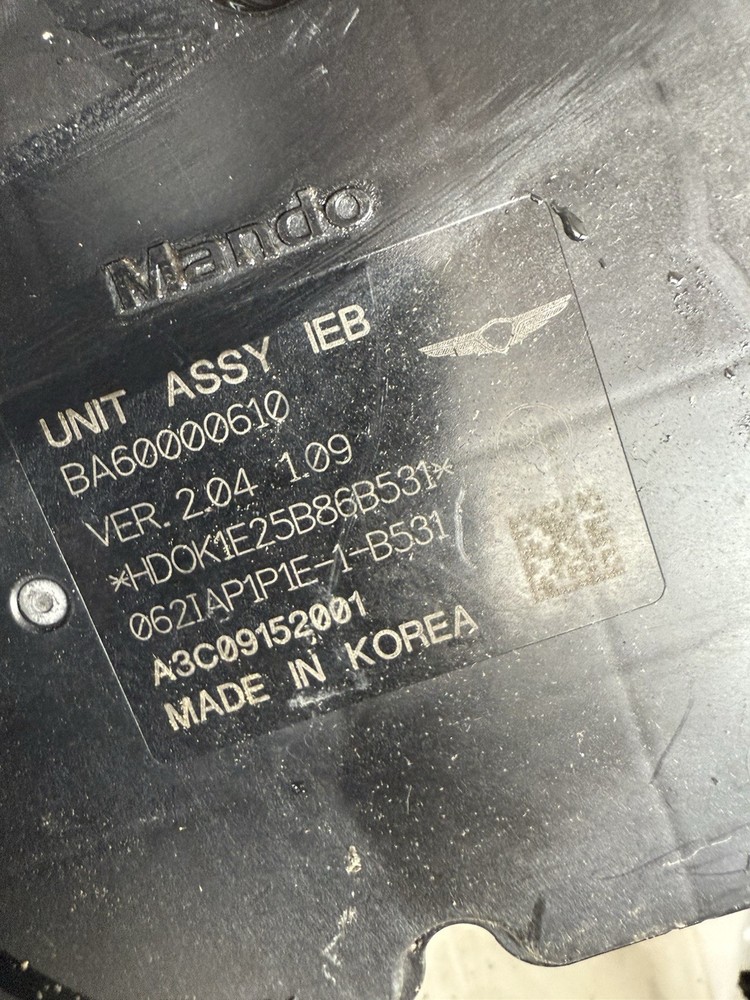 Mando
UNIT ASSY IEB
BA60000610
VER. 2.04 1.09
*HDOK1E25B86B531*
062IAP1P1E-1-B531
A3C09152001
MADE IN KOREA